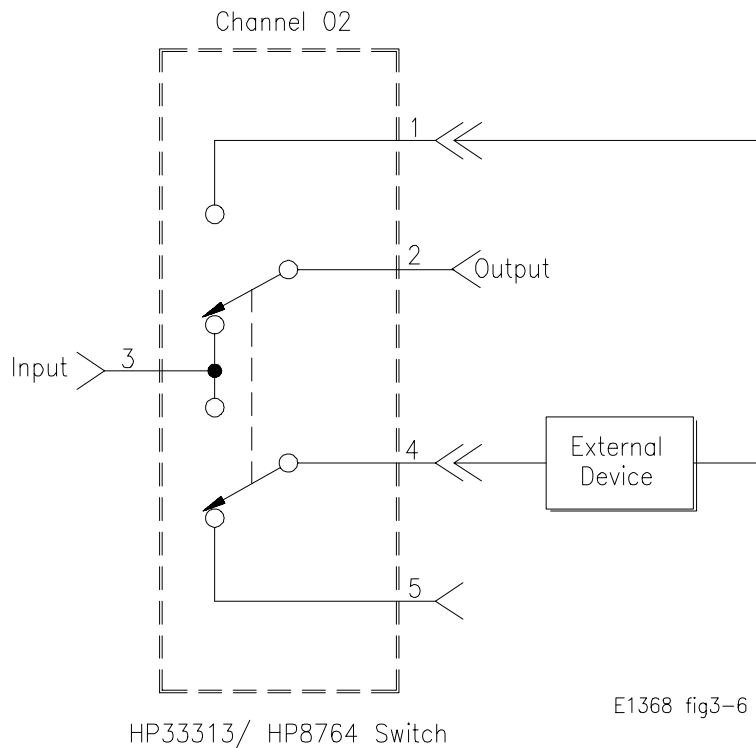 Channel 02
1
2
Output
Input
3
4
External
Device
5
E1368 fig3-6
HP33313/ HP8764 Switch